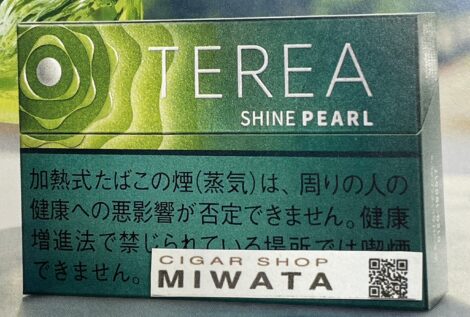 TEREA
SHINE PEARL
加熱式たばこの煙(蒸気)は、周りの人の
健康への悪影響が否定できません。健康
増進法で禁じられている場所では喫煙
できません。
CIGAR SHOP
MIWATA